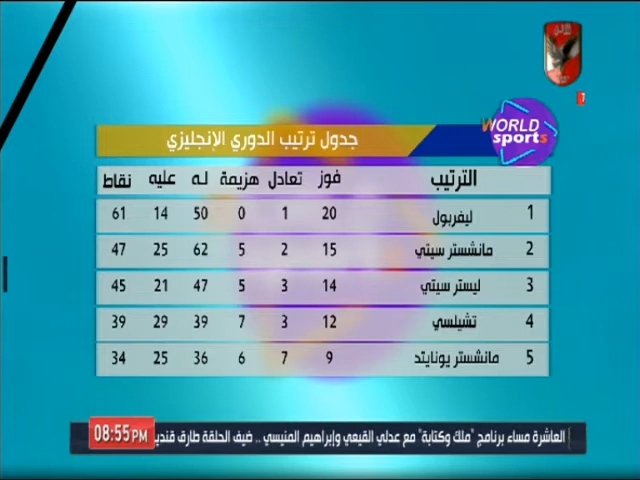 WORLD
sports
جدول ترتيب الدوري الإنجليزي
الترتيب فوز تعادل هزيمة له عليه نقاط
1 ليفربول 20 1 0 50 14 61
2 مانشستر سيتي 15 2 5 62 25 47
3 ليستر سيتي 14 3 5 47 21 45
4 تشيلسي 12 3 7 39 29 39
5 مانشستر يونايتد 9 7 6 36 25 34
العاشرة مساء برنامج "ملك وكتابة" مع عدلي القيعي وإبراهيم المنيسي .. ضيف الحلقة طارق قنديـ
08:55 PM